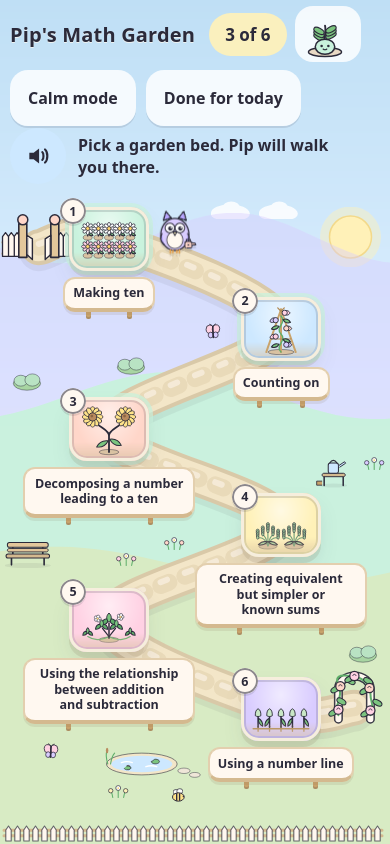 Pip's Math Garden
3 of 6
Calm mode
Done for today
Pick a garden bed. Pip will walk
you there.
1
Making ten
2
Counting on
3
Decomposing a number
leading to a ten
4
Creating equivalent
but simpler or
known sums
5
Using the relationship
between addition
and subtraction
6
Using a number line